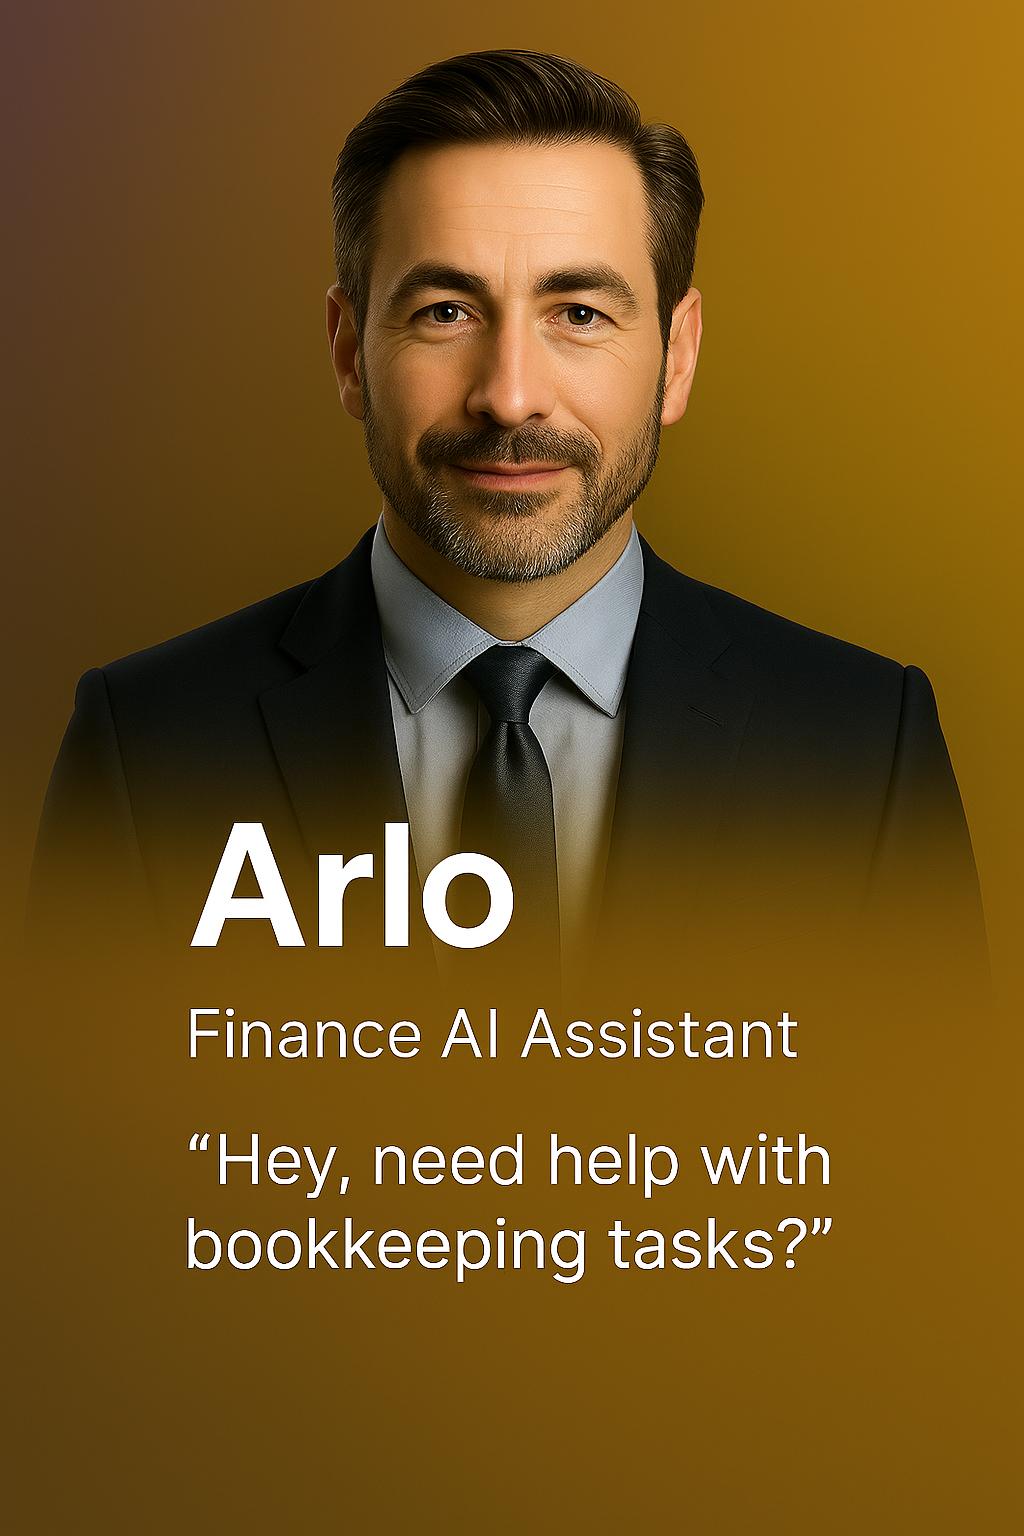 Arlo
Finance AI Assistant
“Hey, need help with
bookkeeping tasks?”